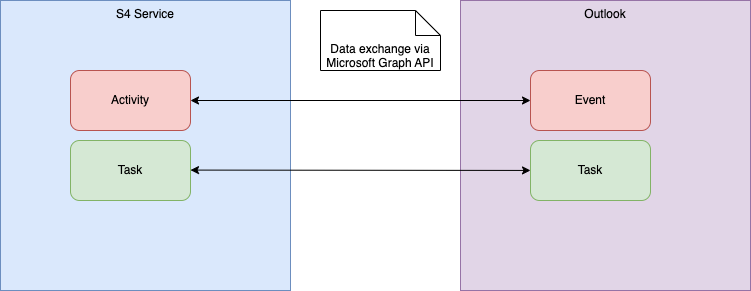 S4 Service
Data exchange via
Microsoft Graph API
Outlook
Activity
Event
Task
Task